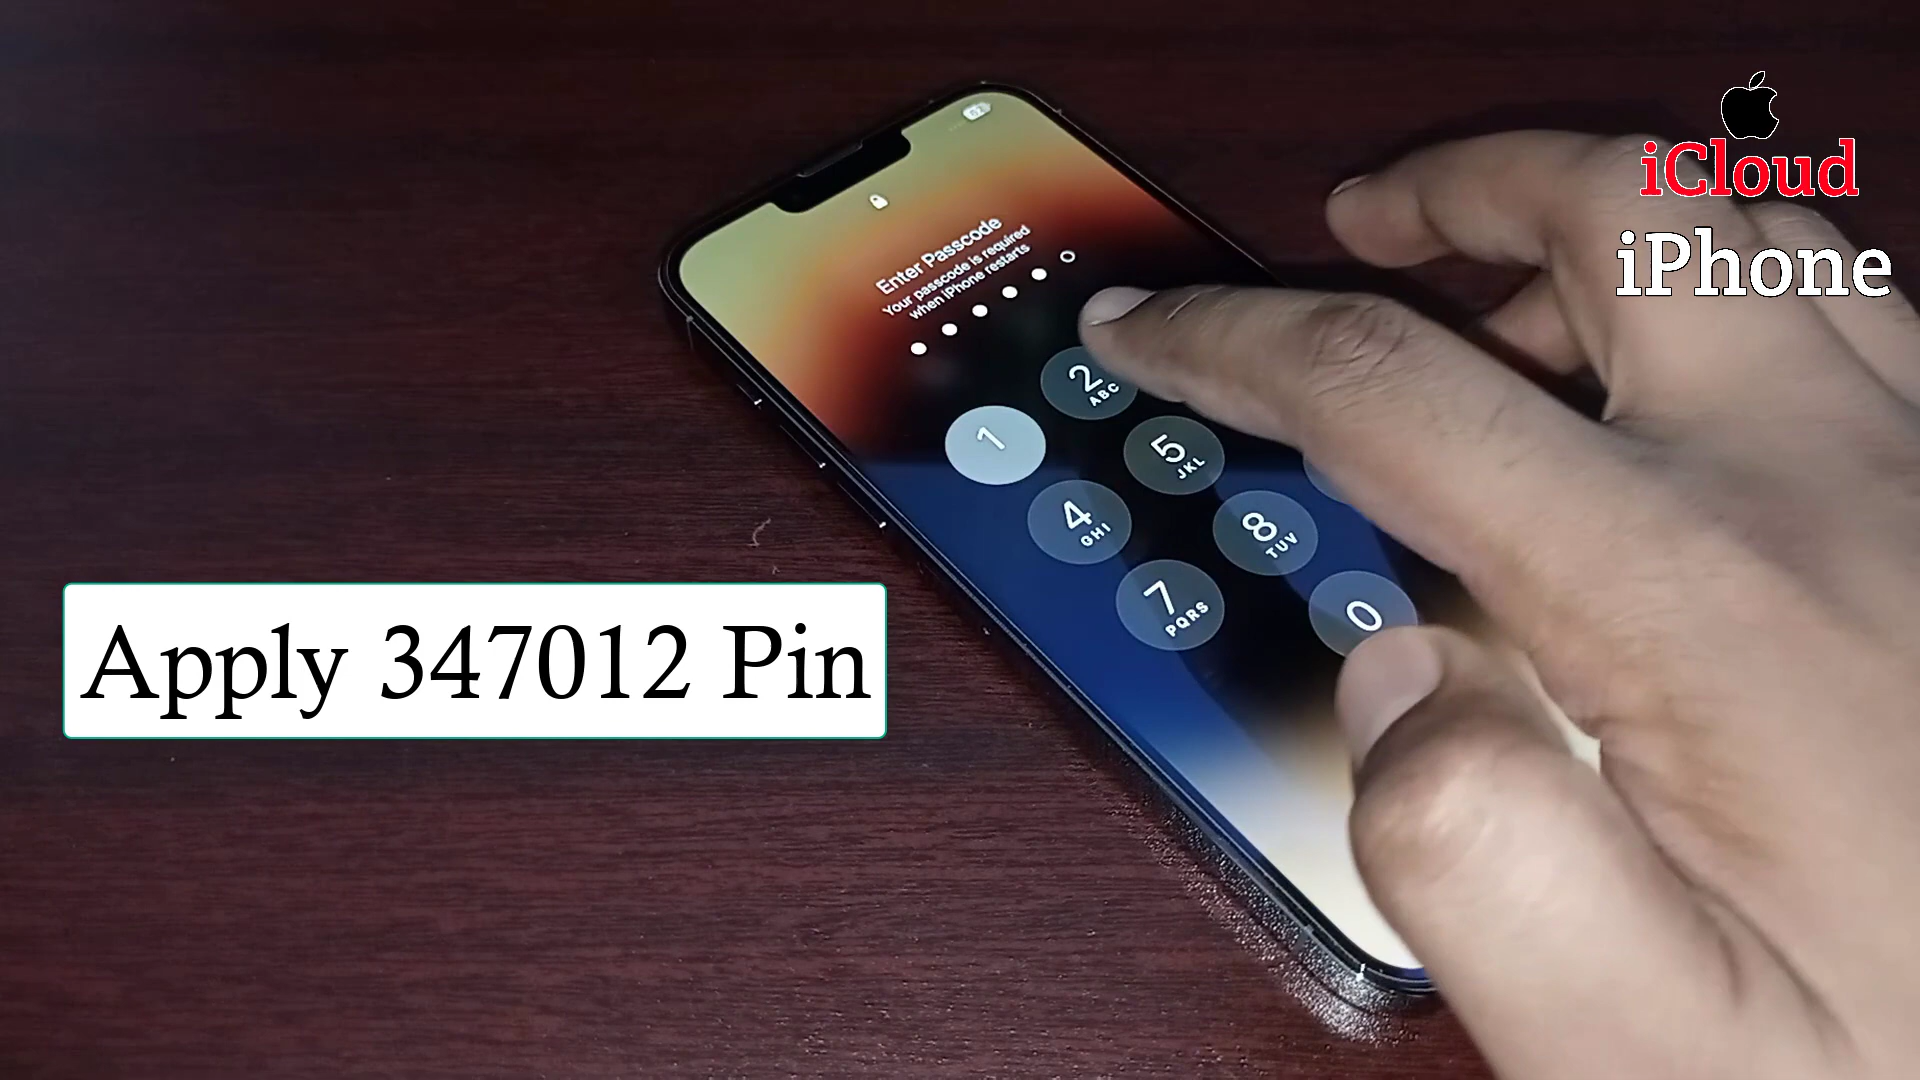 iCloud
iPhone
Enter Passcode
Your passcode is required
when iPhone restarts
1
2
ABC
4
GHI
5
JKL
7
PQRS
8
TUV
0
Apply 347012 Pin